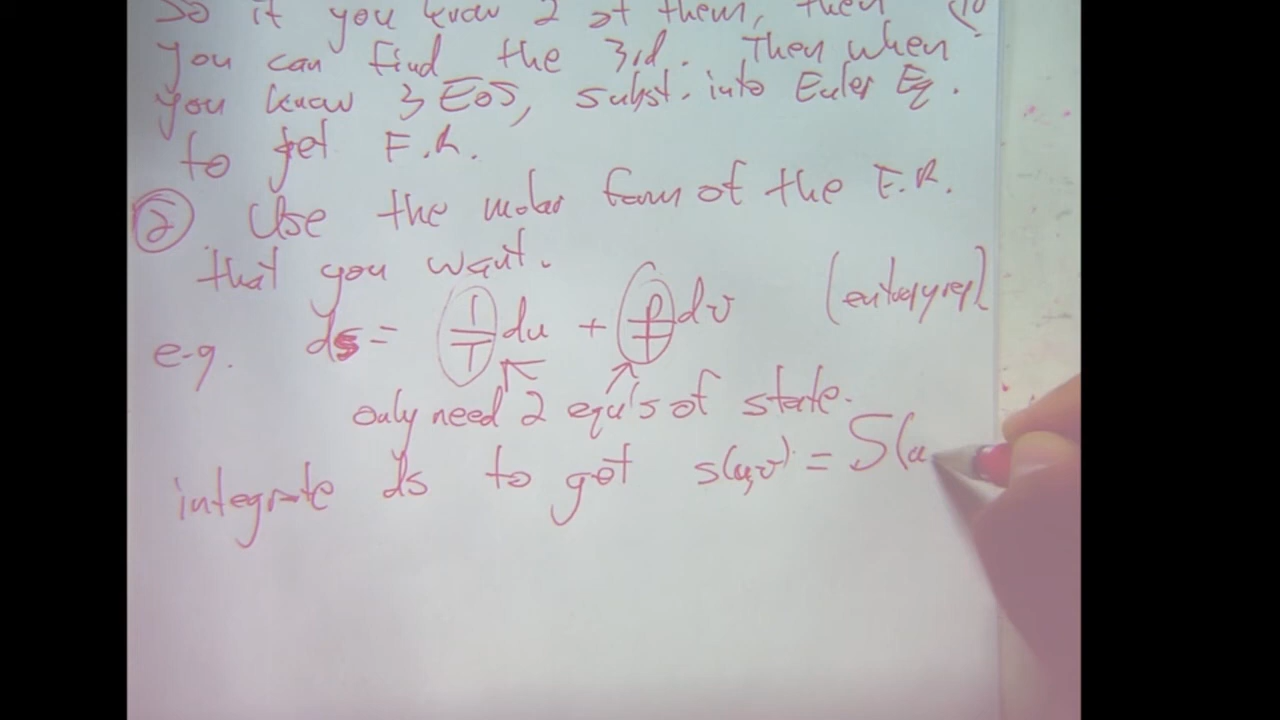 So if you know 2 of them, then
you can find the 3rd. Then when
you know 3 EOS, subst. into Euler Eq.
to get F.R.
② Use the molar form of the F.R.
that you want.
e.g. ds = 1/T du + P/T dv (entropy rep)
only need 2 equ's of state.
integrate ds to get s(u,v) = S(u